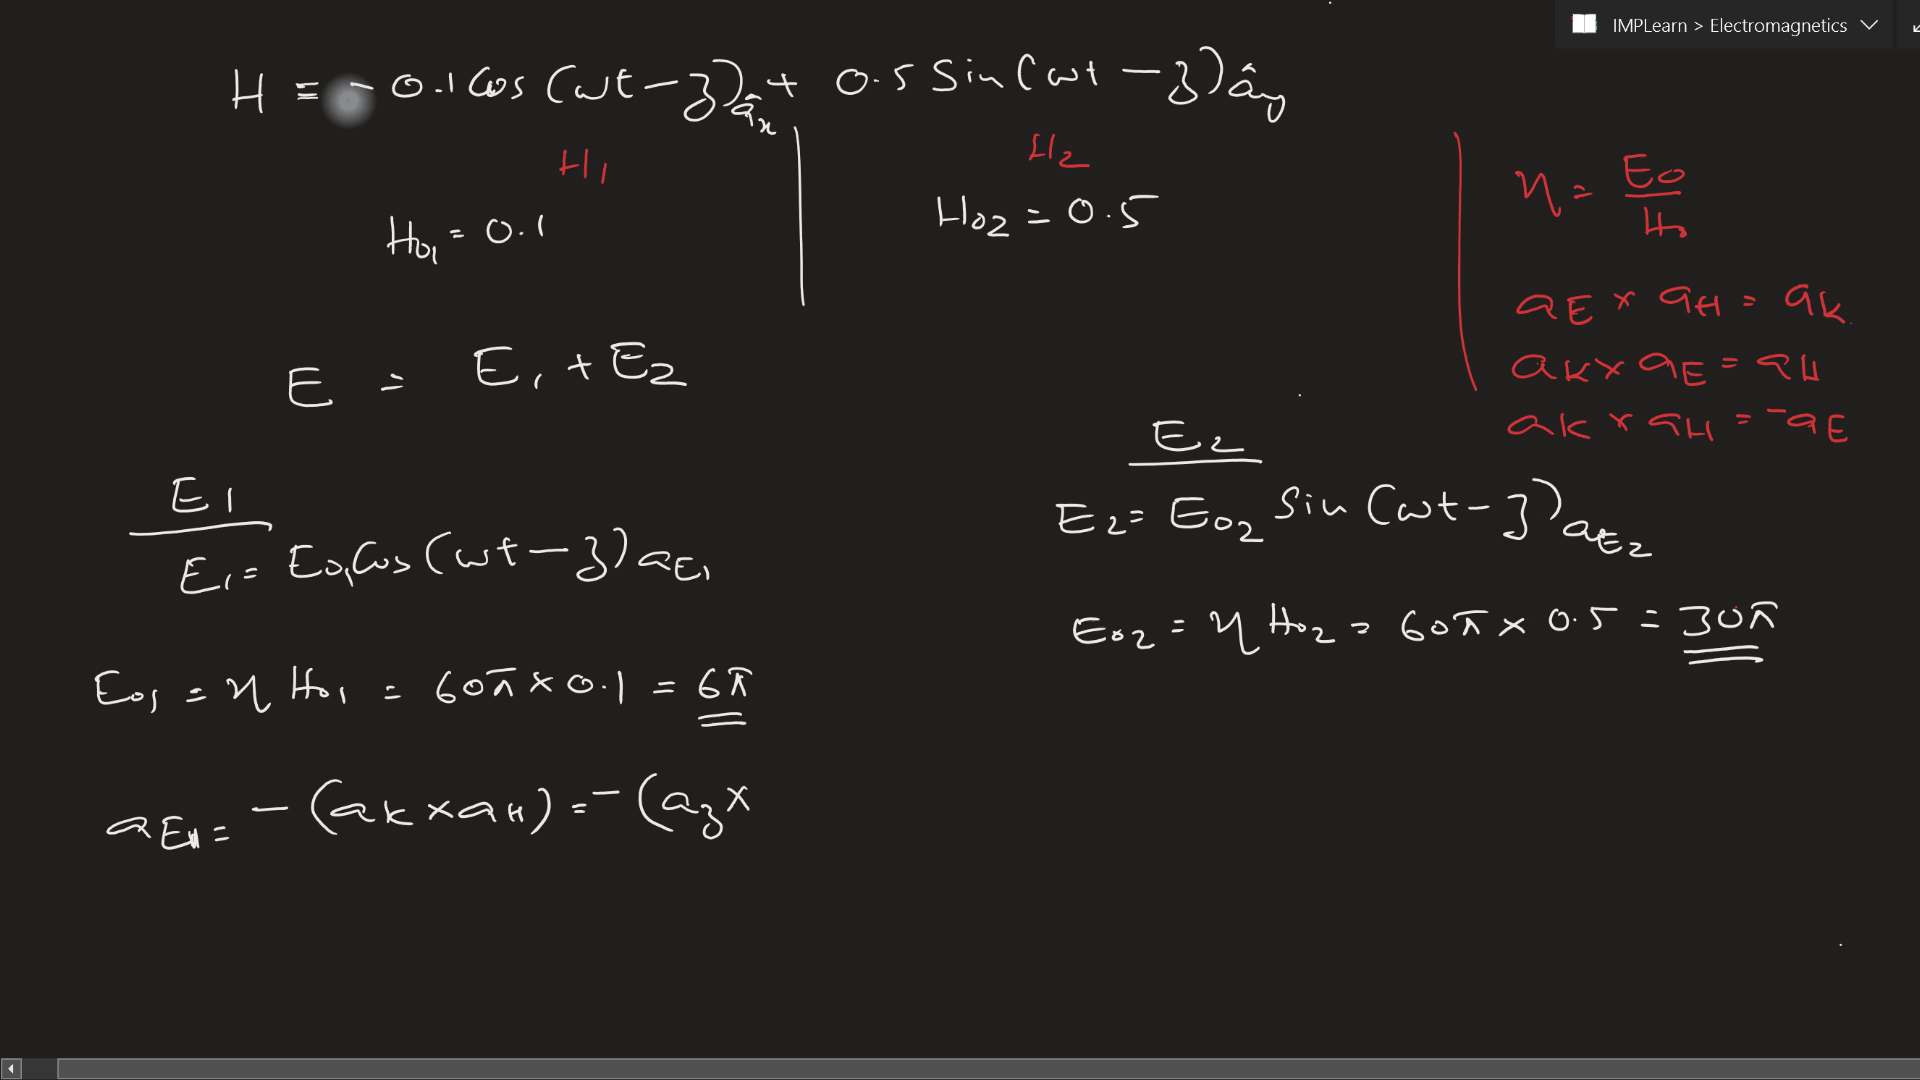 IMPLearn > Electromagnetics
H = - 0.1 Cos (ωt - z) âx + 0.5 Sin (ωt - z) ây
H1
H2
H01 = 0.1
H02 = 0.5
η = E0 / H0
aE × aH = aK.
aK × aE = aH
aK × aH = -aE
E = E1 + E2
E1
E1 = E01 Cos (ωt - z) aE1
E01 = η H01 = 60π × 0.1 = 6π
aE1 = - (aK × aH) = - (az ×
E2
E2 = E02 Sin (ωt - z) aE2
E02 = η H02 = 60π × 0.5 = 30π